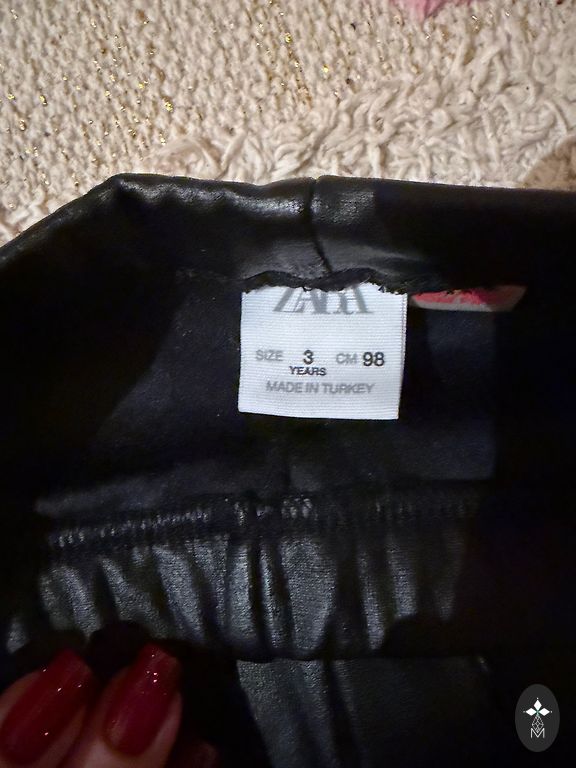 ZARA
SIZE 3 CM 98
YEARS
MADE IN TURKEY
M